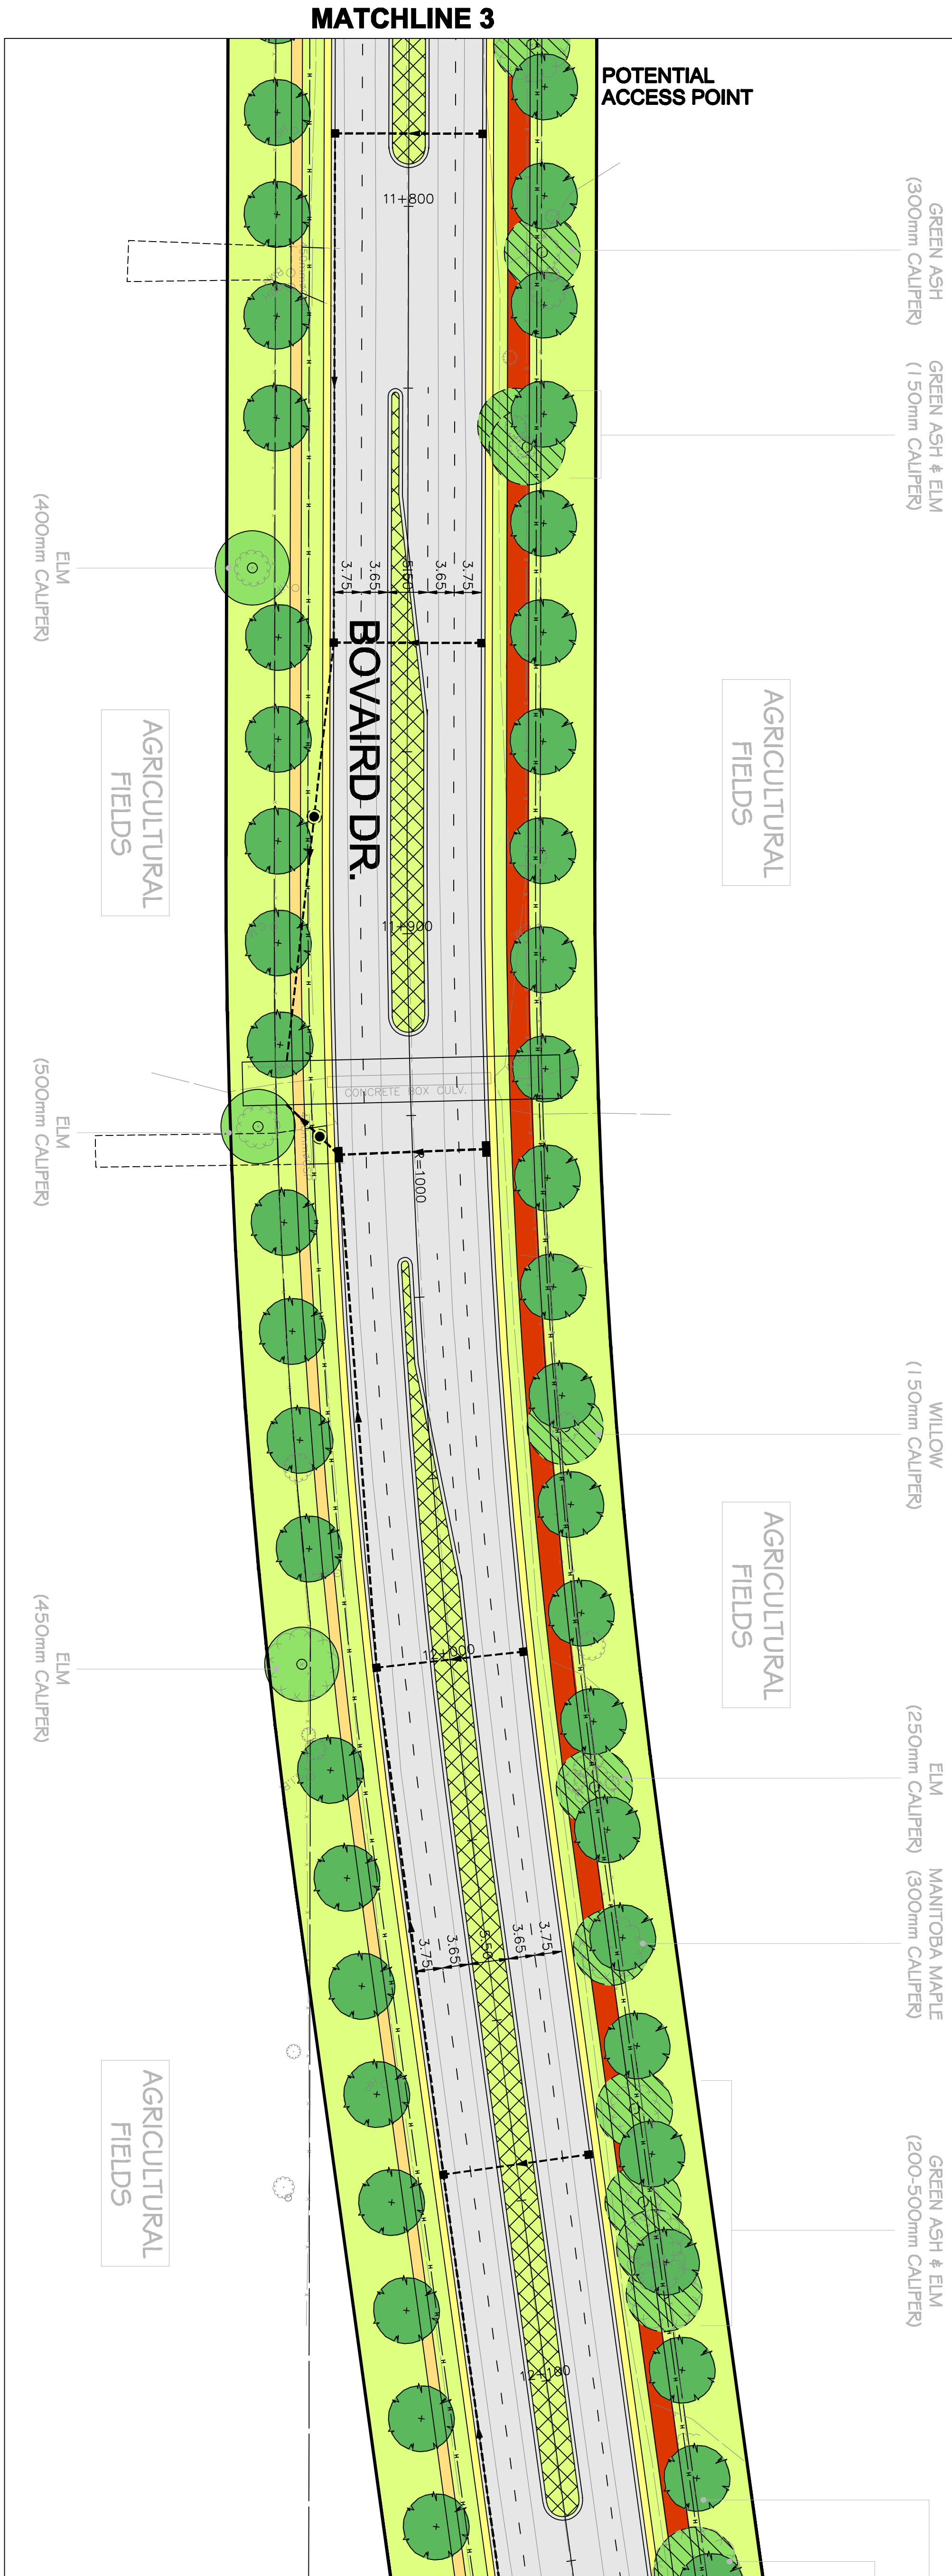 MATCHLINE 3
POTENTIAL
ACCESS POINT
11+800
GREEN ASH
(300mm CALIPER)
GREEN ASH & ELM
(150mm CALIPER)
ELM
(400mm CALIPER)
3.75
3.65
5.50
3.65
3.75
BOVAIRD DR.
AGRICULTURAL
FIELDS
AGRICULTURAL
FIELDS
11+900
CONCRETE BOX CULV.
ELM
(500mm CALIPER)
R=1000
WILLOW
(150mm CALIPER)
AGRICULTURAL
FIELDS
12+000
ELM
(450mm CALIPER)
ELM
(250mm CALIPER)
MANITOBA MAPLE
(300mm CALIPER)
3.75
3.65
5.50
3.65
3.75
AGRICULTURAL
FIELDS
GREEN ASH & ELM
(200-500mm CALIPER)
12+100